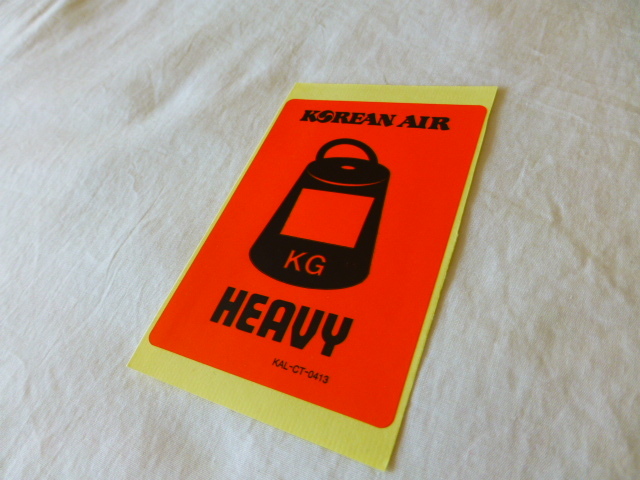 KOREAN AIR
KG
HEAVY
KAL-CT-0413